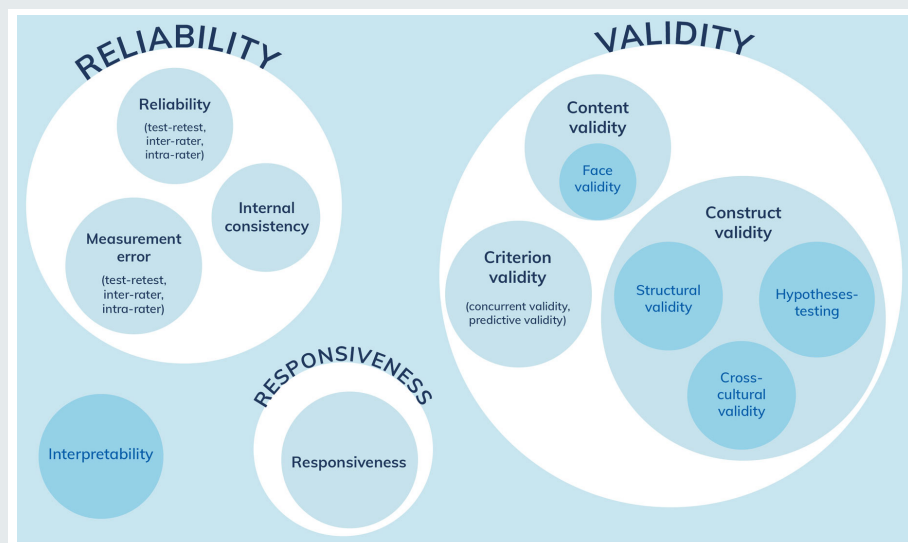 RELIABILITY
Reliability
(test-retest,
inter-rater,
intra-rater)
Internal
consistency
Measurement
error
(test-retest,
inter-rater,
intra-rater)
VALIDITY
Content
validity
Face
validity
Criterion
validity
(concurrent validity,
predictive validity)
Construct
validity
Structural
validity
Hypotheses-
testing
Cross-
cultural
validity
RESPONSIVENESS
Responsiveness
Interpretability